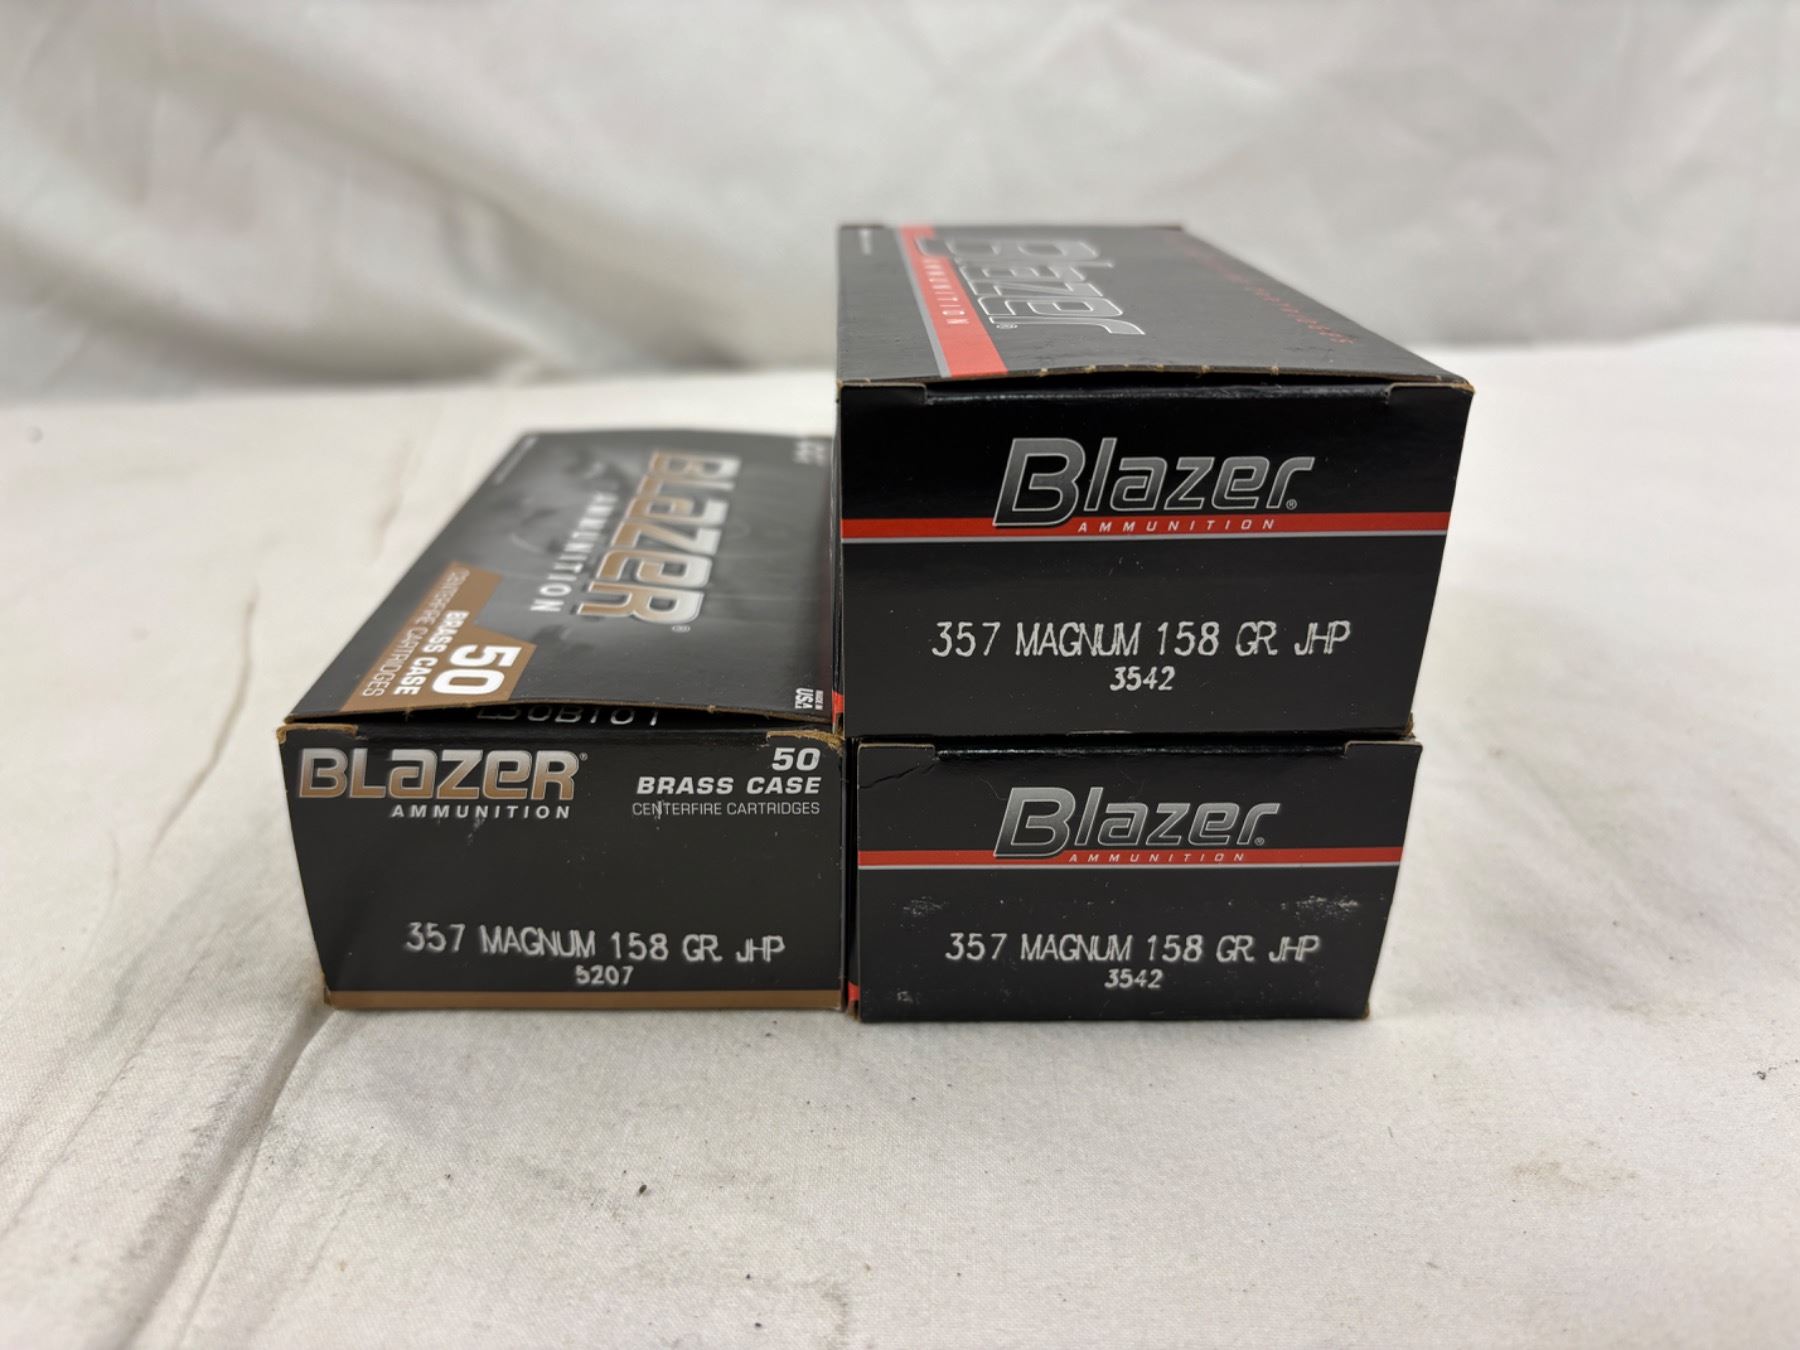 BLAZER®
AMMUNITION
50
BRASS CASE
CENTERFIRE CARTRIDGES
MADE IN
USA
BLAZER®
AMMUNITION
50
BRASS CASE
CENTERFIRE CARTRIDGES
357 MAGNUM 158 GR. JHP
5207
Blazer®
AMMUNITION
Blazer®
AMMUNITION
357 MAGNUM 158 GR. JHP
3542
Blazer®
AMMUNITION
357 MAGNUM 158 GR. JHP
3542